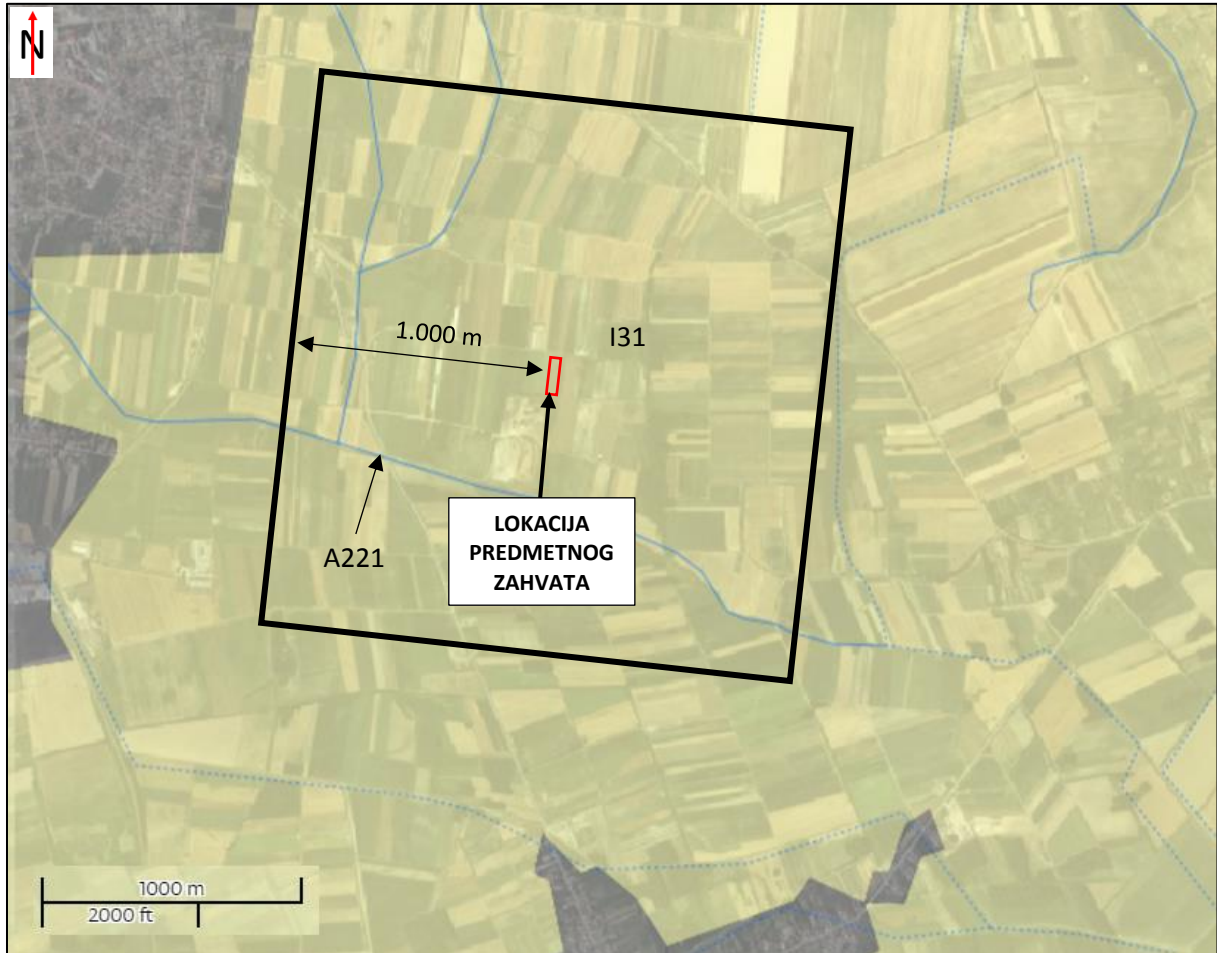 N
1.000 m
I31
A221
LOKACIJA
PREDMETNOG
ZAHVATA
1000 m
2000 ft